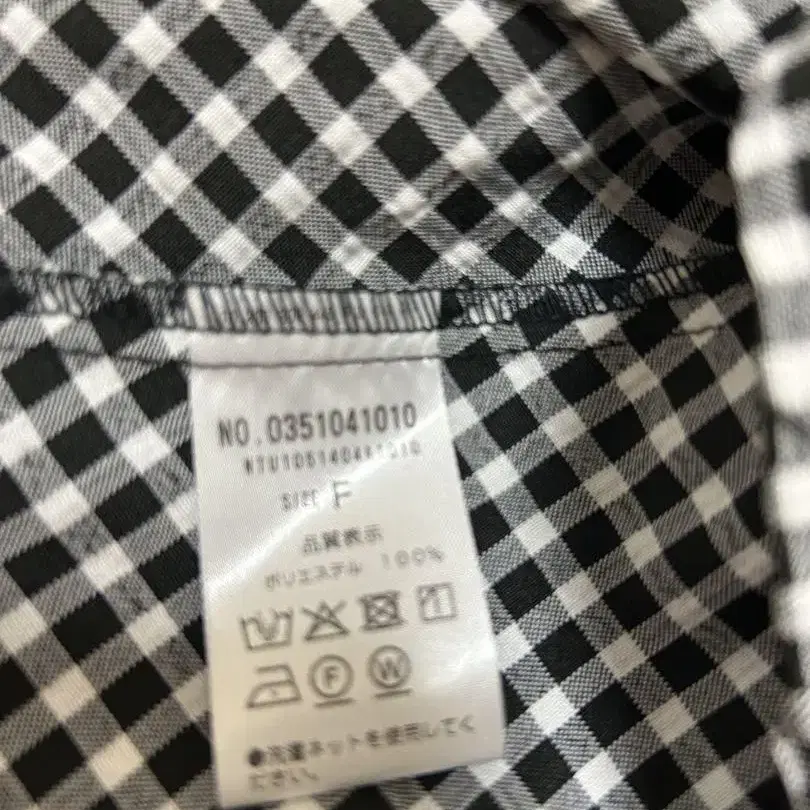 NO.0351041010
SIZE F
品質表示
ポリエステル 100%
F W
●洗濯ネットを使用してく
ださい。